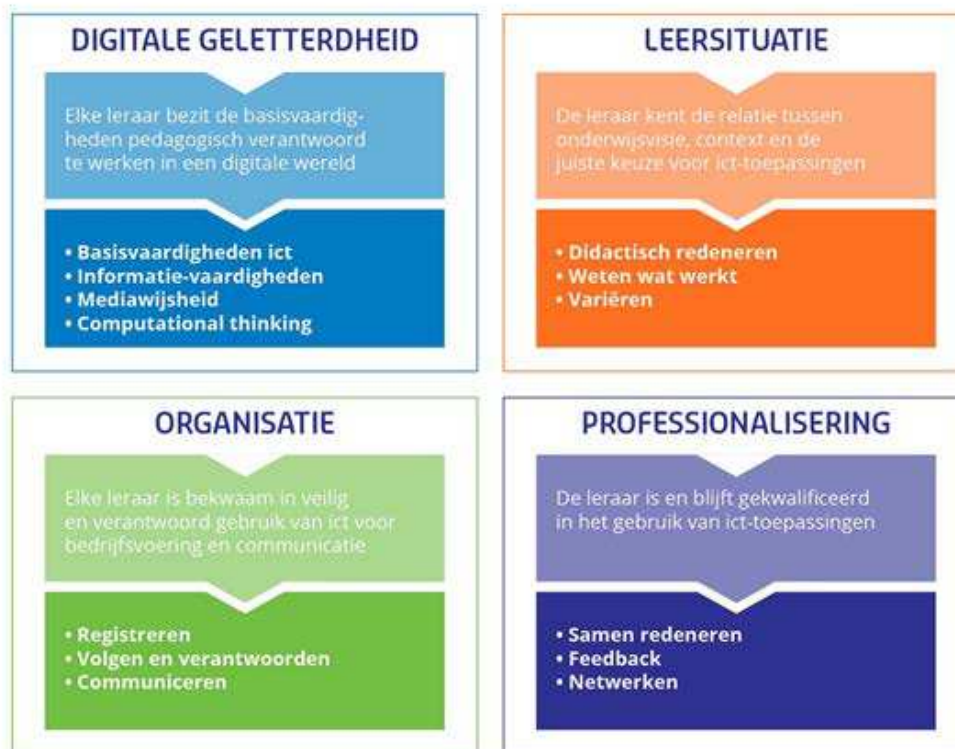 DIGITALE GELETTERDHEID
Elke leraar bezit de basisvaardig-
heden pedagogisch verantwoord
te werken in een digitale wereld
• Basisvaardigheden ict
• Informatie-vaardigheden
• Mediawijsheid
• Computational thinking
LEERSITUATIE
De leraar kent de relatie tussen
onderwijsvisie, context en de
juiste keuze voor ict-toepassingen
• Didactisch redeneren
• Weten wat werkt
• Variëren
ORGANISATIE
Elke leraar is bekwaam in veilig
en verantwoord gebruik van ict voor
bedrijfsvoering en communicatie
• Registreren
• Volgen en verantwoorden
• Communiceren
PROFESSIONALISERING
De leraar is en blijft gekwalificeerd
in het gebruik van ict-toepassingen
• Samen redeneren
• Feedback
• Netwerken